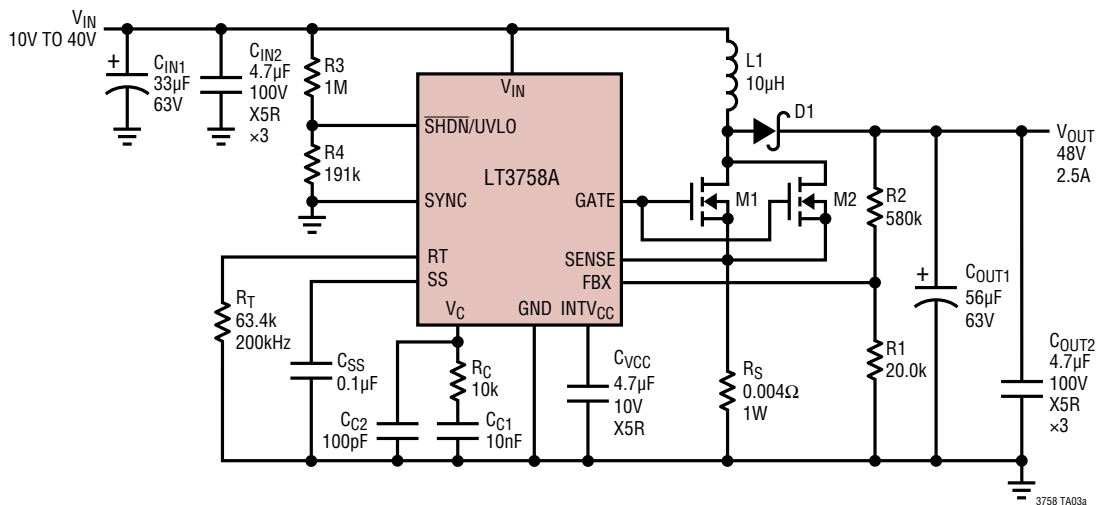 VIN
10V TO 40V
CIN1
33µF
63V
+
CIN2
4.7µF
100V
X5R
×3
R3
1M
R4
191k
VIN
SHDN/UVLO
LT3758A
SYNC
GATE
RT
SENSE
SS
FBX
VC
GND
INTVCC
L1
10µH
D1
M1
M2
VOUT
48V
2.5A
R2
580k
+
COUT1
56µF
63V
R1
20.0k
COUT2
4.7µF
100V
X5R
×3
RT
63.4k
200kHz
CSS
0.1µF
RC
10k
CC2
100pF
CC1
10nF
CVCC
4.7µF
10V
X5R
RS
0.004Ω
1W
3758 TA03a